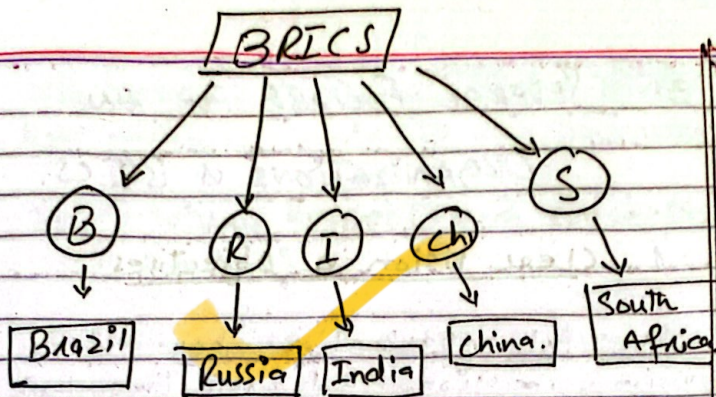 BRICS
B
R
I
Ch
S
Brazil
Russia
India
China.
South
Africa